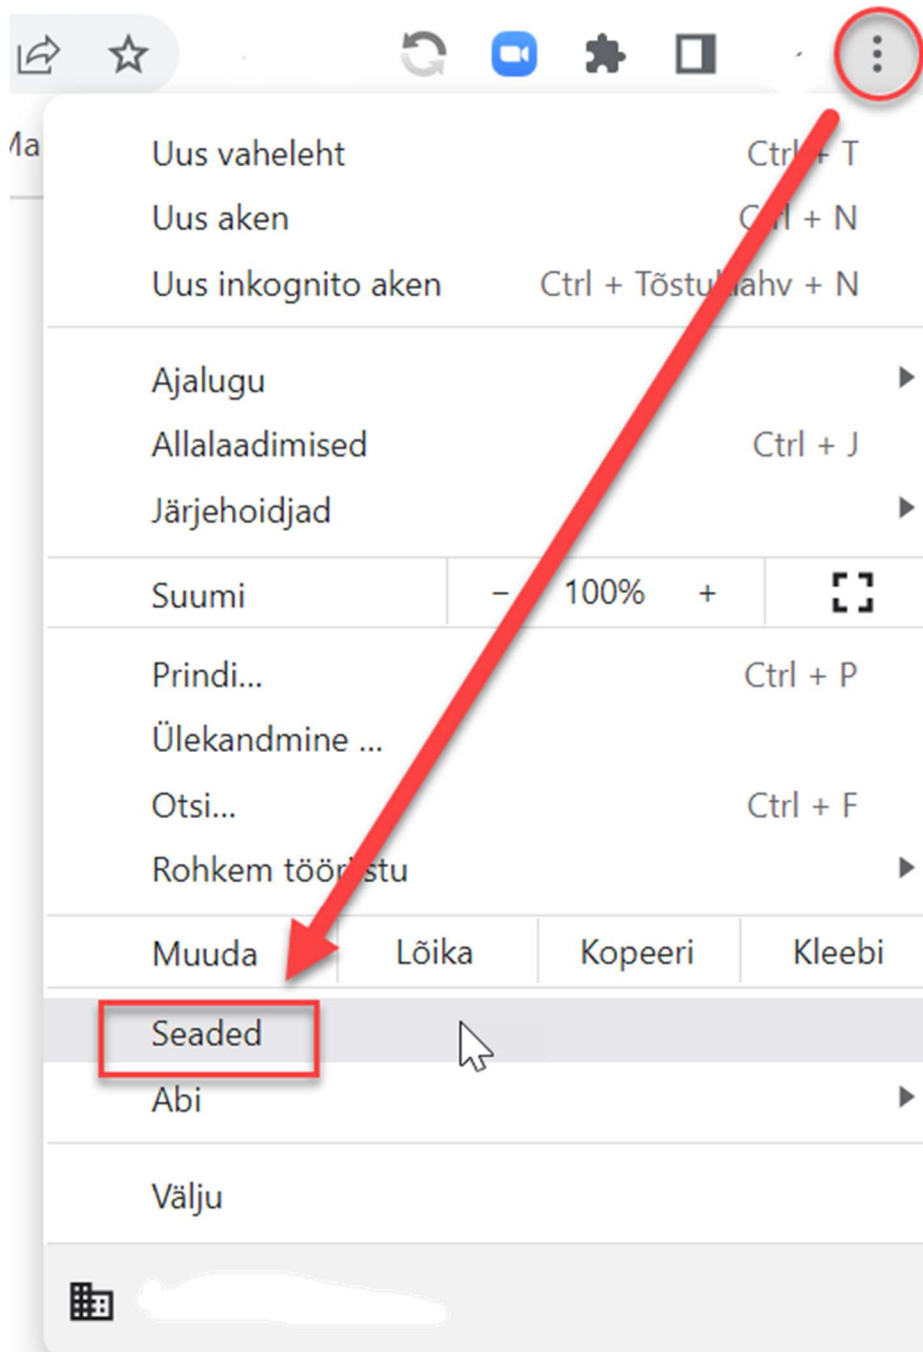 Uus vaheleht Ctrl + T
Uus aken Ctrl + N
Uus inkognito aken Ctrl + + N
Ajalugu
Allalaadimised Ctrl + J
Järjehoidjad
Suumi - 100% +
Prindi... Ctrl + P
Ülekandmine ...
Otsi... Ctrl + F
Rohkem tööriistu
Muuda Lõika Kopeeri Kleebi
Seaded
Abi
Välju